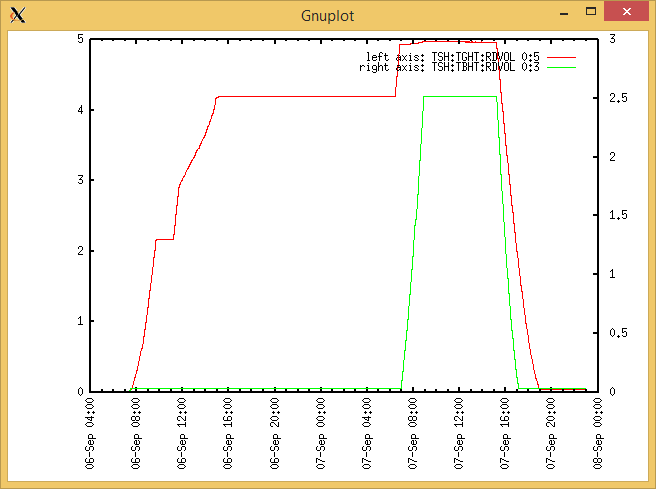 Gnuplot
left axis: TSH:TGHT:RDVOL 0:5
right axis: TSH:TBHT:RDVOL 0:3
5
4
3
2
1
0
3
2.5
2
1.5
1
0.5
0
06-Sep 04:00
06-Sep 08:00
06-Sep 12:00
06-Sep 16:00
06-Sep 20:00
07-Sep 00:00
07-Sep 04:00
07-Sep 08:00
07-Sep 12:00
07-Sep 16:00
07-Sep 20:00
08-Sep 00:00